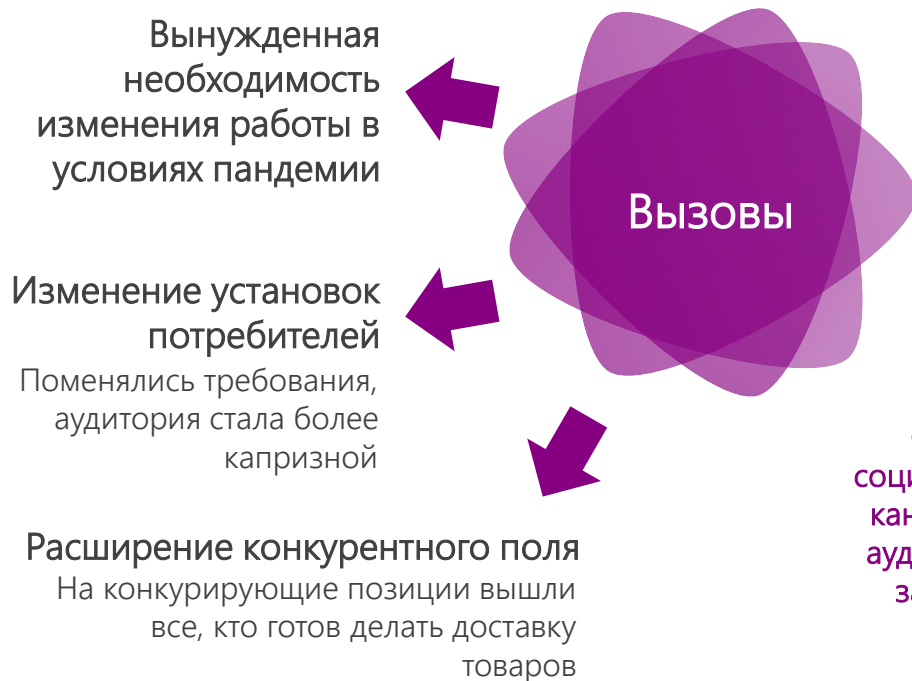 Вынужденная
необходимость
изменения работы в
условиях пандемии
Вызовы
Изменение установок
потребителей
Поменялись требования,
аудитория стала более
капризной
Расширение конкурентного поля
На конкурирующие позиции вышли
все, кто готов делать доставку
товаров